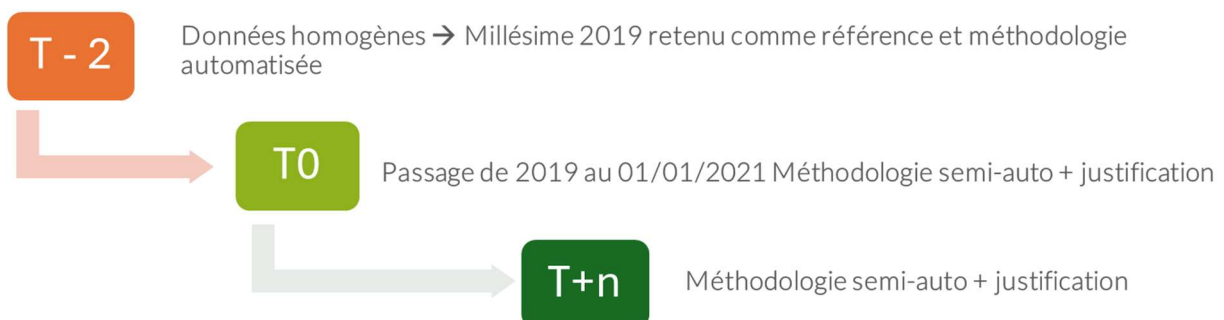 T - 2
Données homogènes → Millésime 2019 retenu comme référence et méthodologie
automatisée
T0
Passage de 2019 au 01/01/2021 Méthodologie semi-auto + justification
T+n
Méthodologie semi-auto + justification